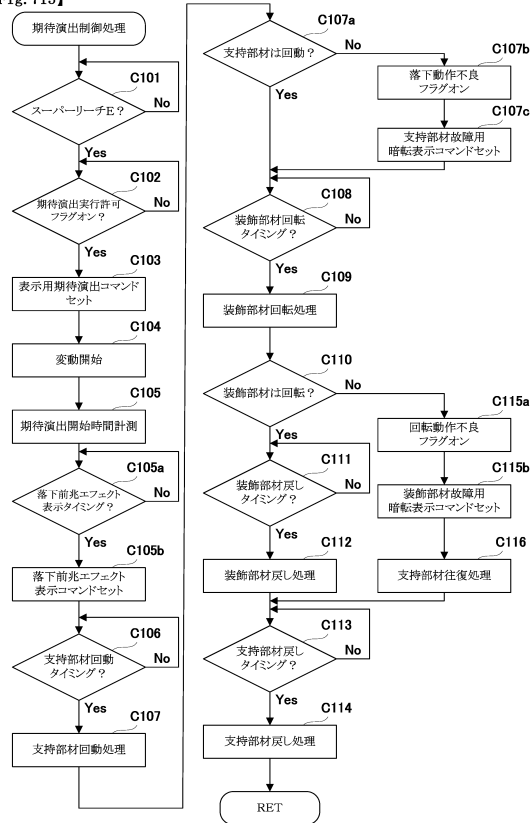 Fig. 713】
期待演出制御処理
C101
スーパーリーチE？
No
Yes
C102
期待演出実行許可
フラグオン？
No
Yes
C103
表示用期待演出コマンド
セット
C104
変動開始
C105
期待演出開始時間計測
C105a
落下前兆エフェクト
表示タイミング？
No
Yes
C105b
落下前兆エフェクト
表示コマンドセット
C106
支持部材回動
タイミング？
No
Yes
C107
支持部材回動処理
C107a
支持部材は回動？
No
Yes
C107b
落下動作不良
フラグオン
C107c
支持部材故障用
暗転表示コマンドセット
C108
装飾部材回転
タイミング？
No
Yes
C109
装飾部材回転処理
C110
装飾部材は回転？
No
Yes
C115a
回転動作不良
フラグオン
C111
装飾部材戻し
タイミング？
No
Yes
C115b
装飾部材故障用
暗転表示コマンドセット
C112
装飾部材戻し処理
C116
支持部材往復処理
C113
支持部材戻し
タイミング？
No
Yes
C114
支持部材戻し処理
RET